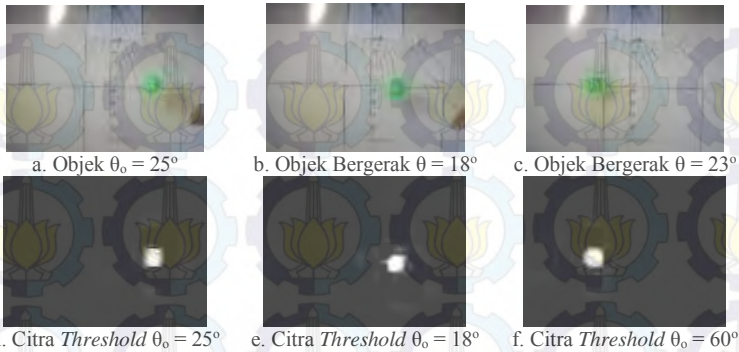 a. Objek θₒ = 25º b. Objek Bergerak θ = 18º c. Objek Bergerak θ = 23º
. Citra Threshold θₒ = 25º e. Citra Threshold θₒ = 18º f. Citra Threshold θₒ = 60º